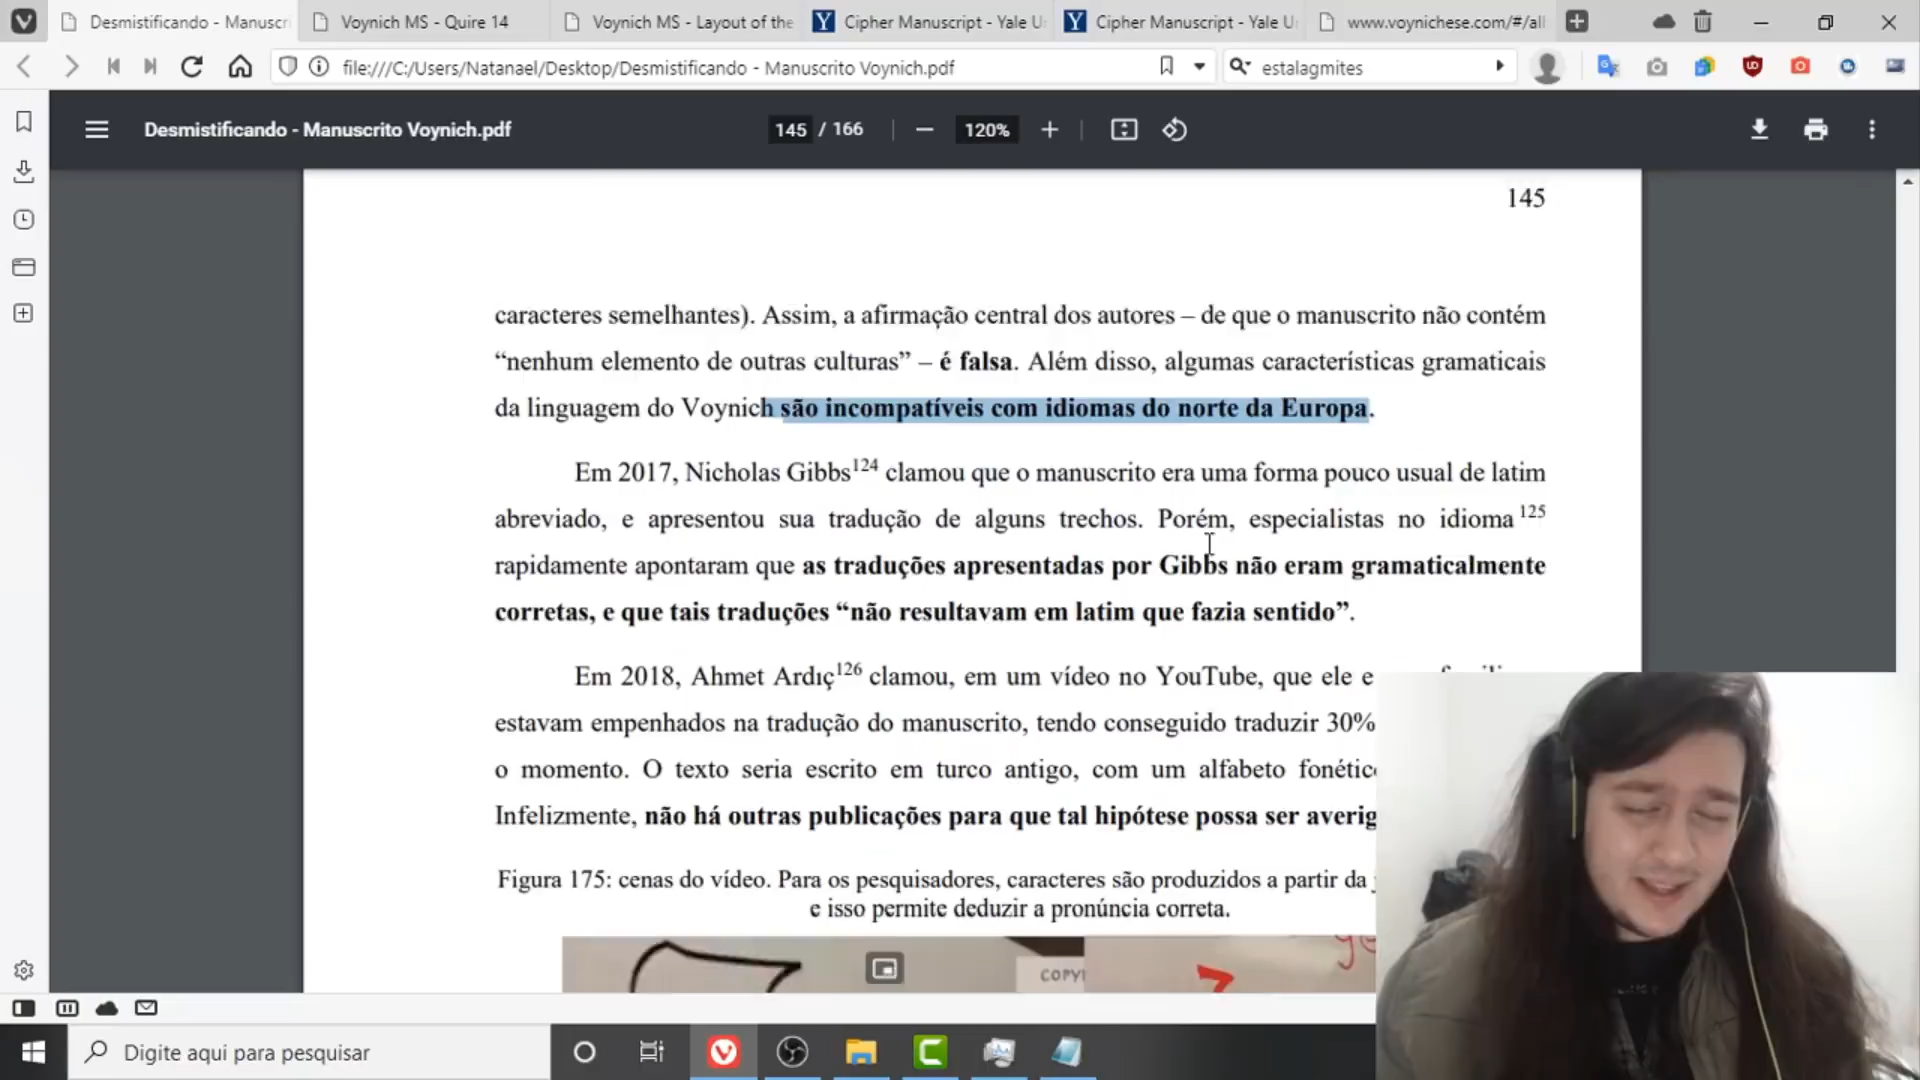 Desmistificando - Manuscri
Voynich MS - Quire 14
Voynich MS - Layout of the
Cipher Manuscript - Yale U
Cipher Manuscript - Yale U
www.voynichese.com/#/all
file:///C:/Users/Natanael/Desktop/Desmistificando - Manuscrito Voynich.pdf
estalagmites
Desmistificando - Manuscrito Voynich.pdf
145 / 166
120%
145
caracteres semelhantes). Assim, a afirmação central dos autores – de que o manuscrito não contém
“nenhum elemento de outras culturas” – é falsa. Além disso, algumas características gramaticais
da linguagem do Voynich são incompatíveis com idiomas do norte da Europa.
Em 2017, Nicholas Gibbs124 clamou que o manuscrito era uma forma pouco usual de latim
abreviado, e apresentou sua tradução de alguns trechos. Porém, especialistas no idioma 125
rapidamente apontaram que as traduções apresentadas por Gibbs não eram gramaticalmente
corretas, e que tais traduções “não resultavam em latim que fazia sentido”.
Em 2018, Ahmet Ardıç126 clamou, em um vídeo no YouTube, que ele e
estavam empenhados na tradução do manuscrito, tendo conseguido traduzir 30%
o momento. O texto seria escrito em turco antigo, com um alfabeto fonétic
Infelizmente, não há outras publicações para que tal hipótese possa ser averig
Figura 175: cenas do vídeo. Para os pesquisadores, caracteres são produzidos a partir da
e isso permite deduzir a pronúncia correta.
COPY
Digite aqui para pesquisar